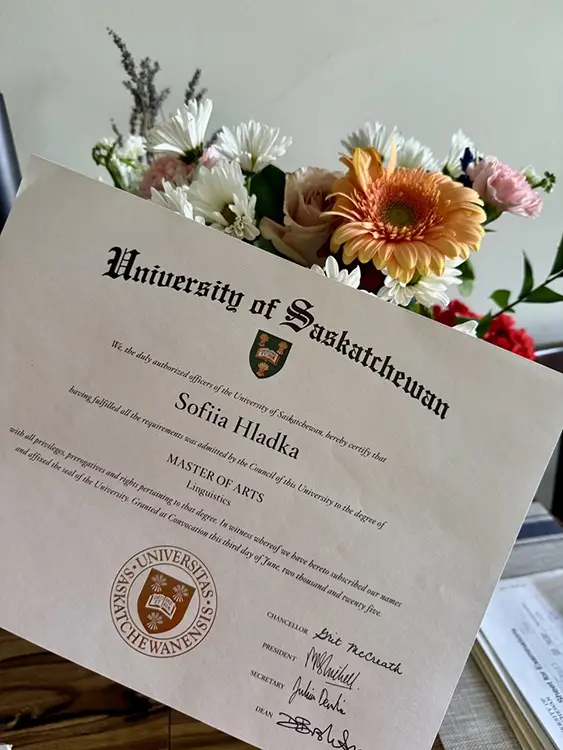 University of Saskatchewan
We, the duly authorized officers of the University of Saskatchewan, hereby certify that
Sofiia Hladka
having fulfilled all the requirements was admitted by the Council of this University to the degree of
MASTER OF ARTS
Linguistics
with all privileges, prerogatives and rights pertaining to that degree. In witness whereof we have hereto subscribed our names
and affixed the seal of the University. Granted at Convocation this third day of June, two thousand and twenty five.
UNIVERSITAS SASKATCHEWANENSIS
CHANCELLOR Grit McCreath
PRESIDENT
SECRETARY Julia
DEAN